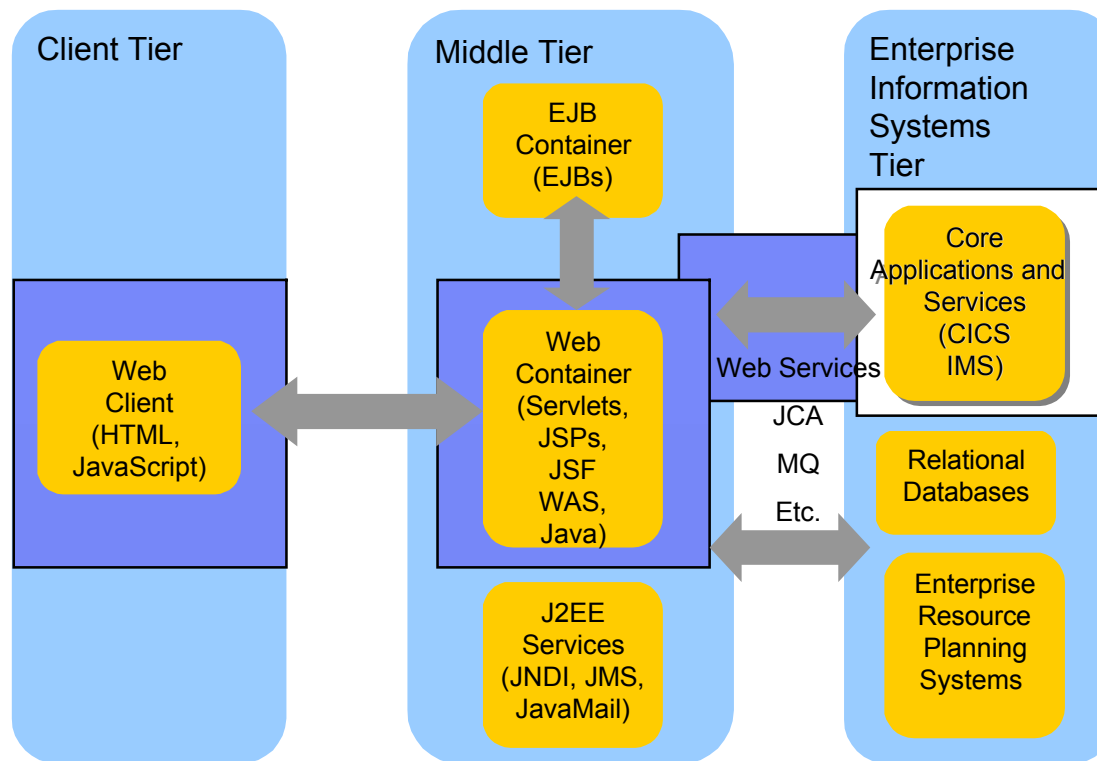 Client Tier
Web
Client
(HTML,
JavaScript)
Middle Tier
EJB
Container
(EJBs)
Web
Container
(Servlets,
JSPs,
JSF
WAS,
Java)
J2EE
Services
(JNDI, JMS,
JavaMail)
Web Services
JCA
MQ
Etc.
Enterprise
Information
Systems
Tier
Core
Applications and
Services
(CICS
IMS)
Relational
Databases
Enterprise
Resource
Planning
Systems